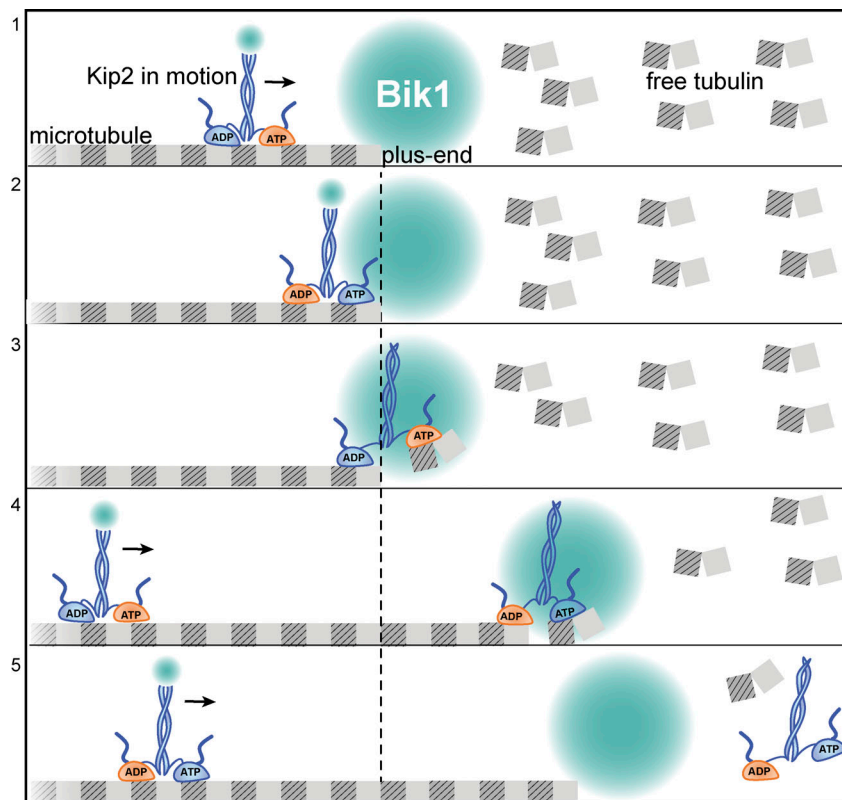 1
Kip2 in motion
Bik1
free tubulin
ADP
ATP
microtubule
plus-end
2
ADP
ATP
3
ATP
ADP
4
ADP
ATP
ADP
ATP
5
ADP
ATP
ADP
ATP